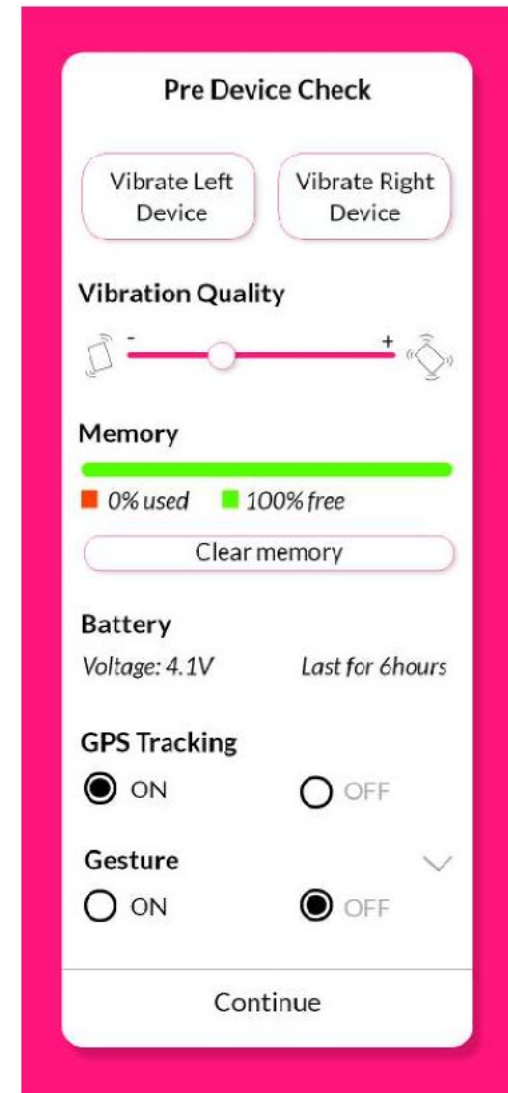 Pre Device Check
Vibrate Left
Device
Vibrate Right
Device
Vibration Quality
- +
Memory
0% used 100% free
Clear memory
Battery
Voltage: 4.1V Last for 6hours
GPS Tracking
ON OFF
Gesture
ON OFF
Continue